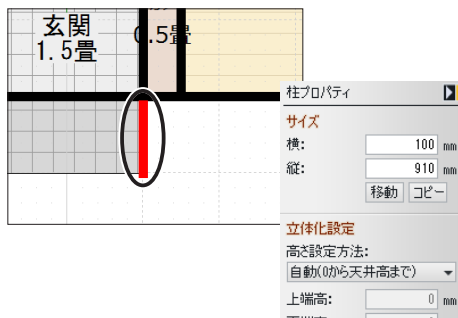 玄関
1.5畳
0.5畳
柱プロパティ
サイズ
横: 100 mm
縦: 910 mm
移動 コピー
立体化設定
高さ設定方法:
自動(0から天井高まで)
上端高: 0 mm